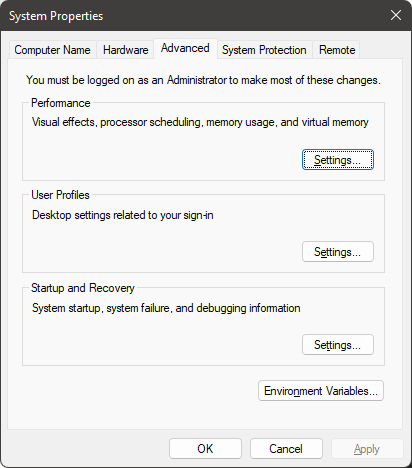 System Properties
Computer Name Hardware Advanced System Protection Remote
You must be logged on as an Administrator to make most of these changes.
Performance
Visual effects, processor scheduling, memory usage, and virtual memory
Settings...
User Profiles
Desktop settings related to your sign-in
Settings...
Startup and Recovery
System startup, system failure, and debugging information
Settings...
Environment Variables...
OK Cancel Apply